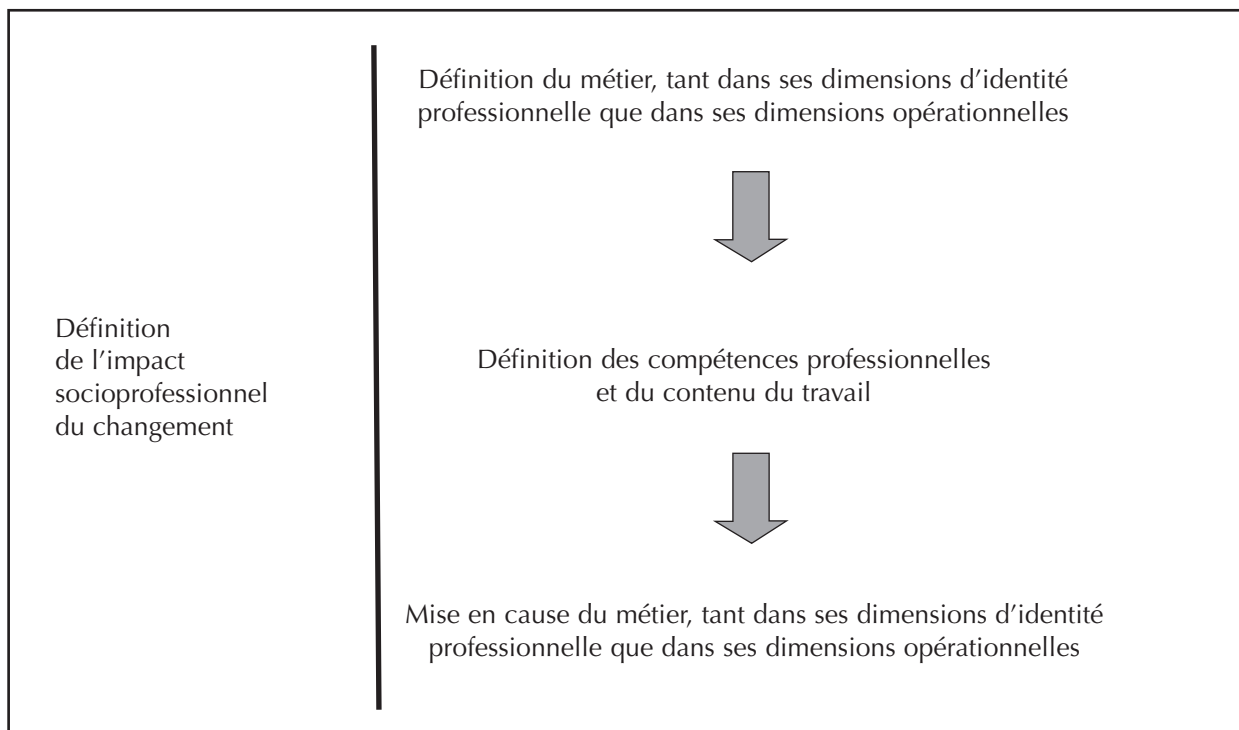 Définition du métier, tant dans ses dimensions d’identité
professionnelle que dans ses dimensions opérationnelles
Définition
de l’impact
socioprofessionnel
du changement
Définition des compétences professionnelles
et du contenu du travail
Mise en cause du métier, tant dans ses dimensions d’identité
professionnelle que dans ses dimensions opérationnelles